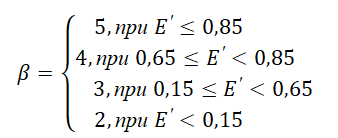 β = { 5, при E′ ≤ 0,85
4, при 0,65 ≤ E′ < 0,85
3, при 0,15 ≤ E′ < 0,65
2, при E′ < 0,15